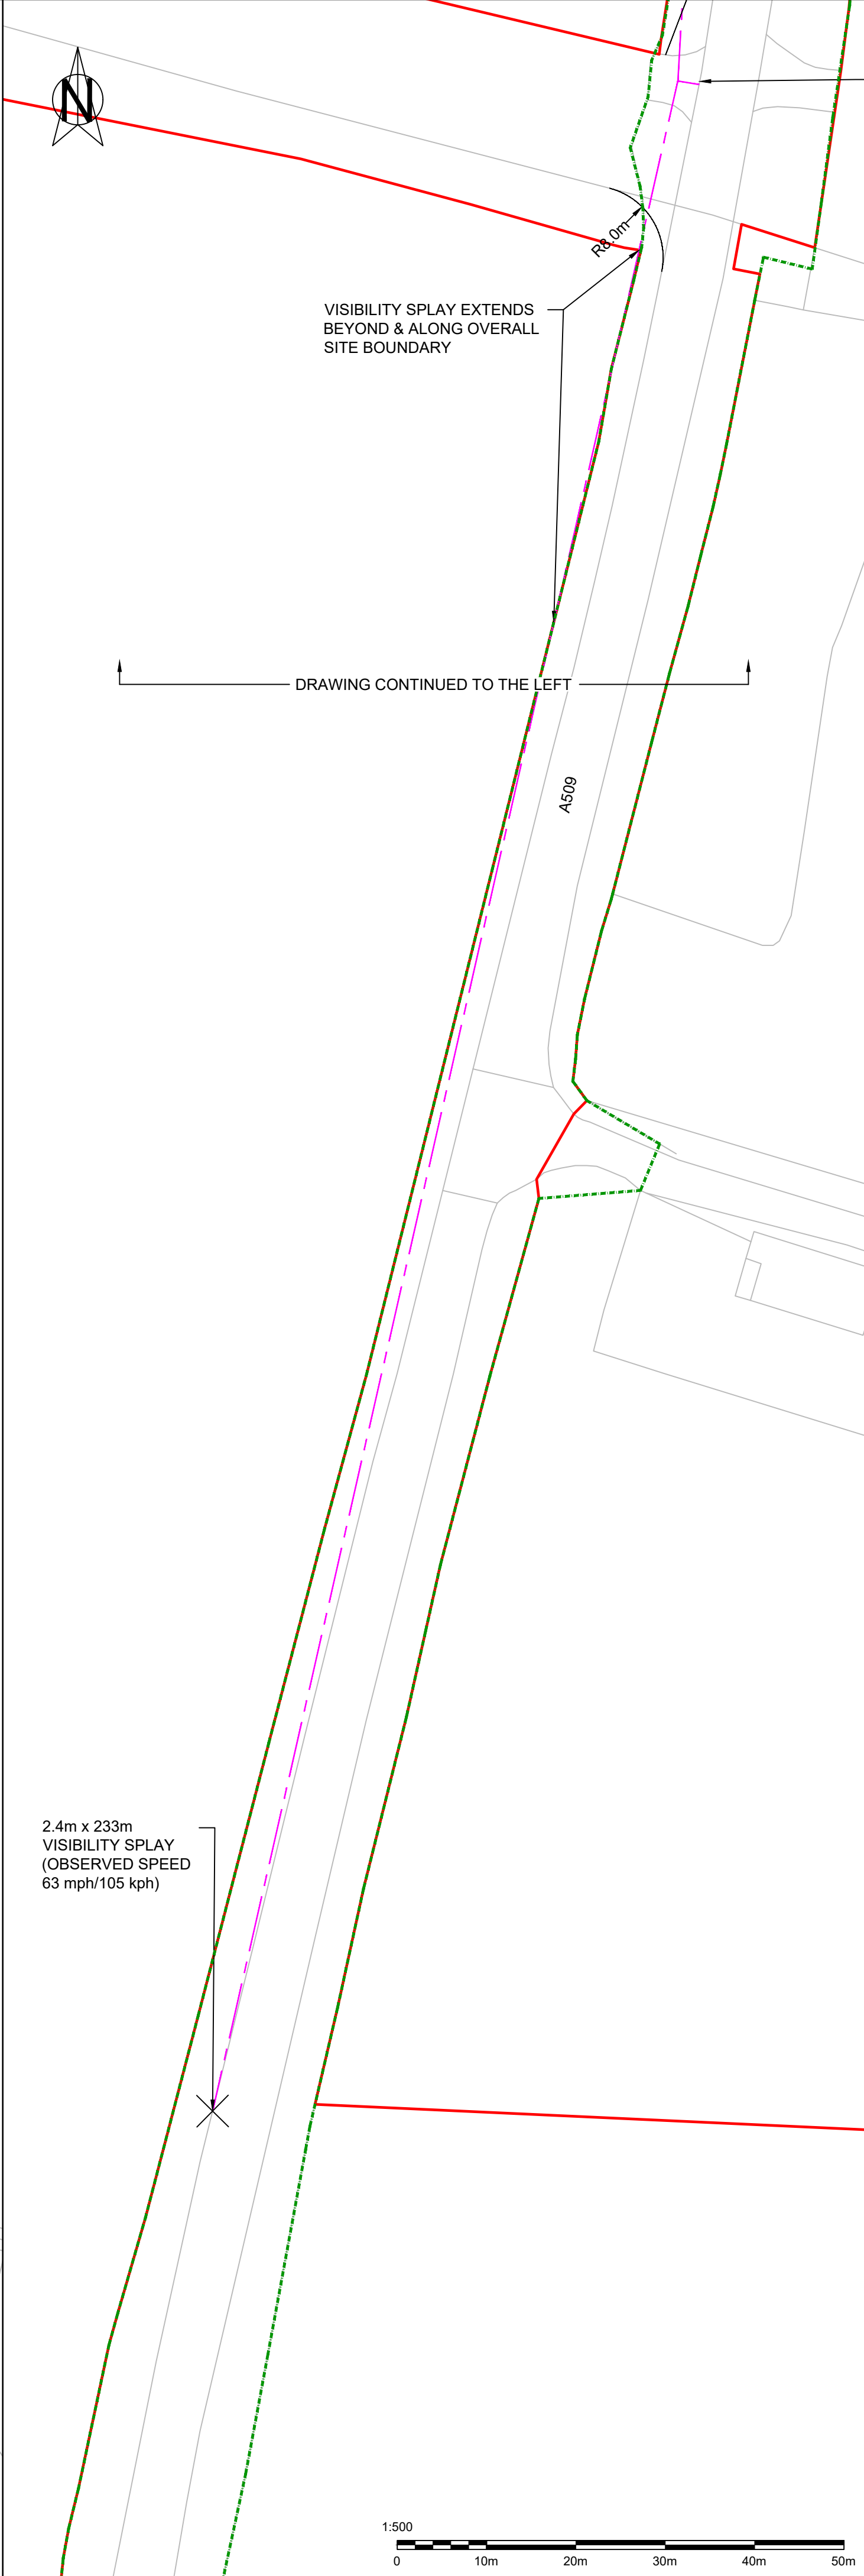 N
R8.0m
VISIBILITY SPLAY EXTENDS
BEYOND & ALONG OVERALL
SITE BOUNDARY
DRAWING CONTINUED TO THE LEFT
A509
2.4m x 233m
VISIBILITY SPLAY
(OBSERVED SPEED
63 mph/105 kph)
1:500
0 10m 20m 30m 40m 50m